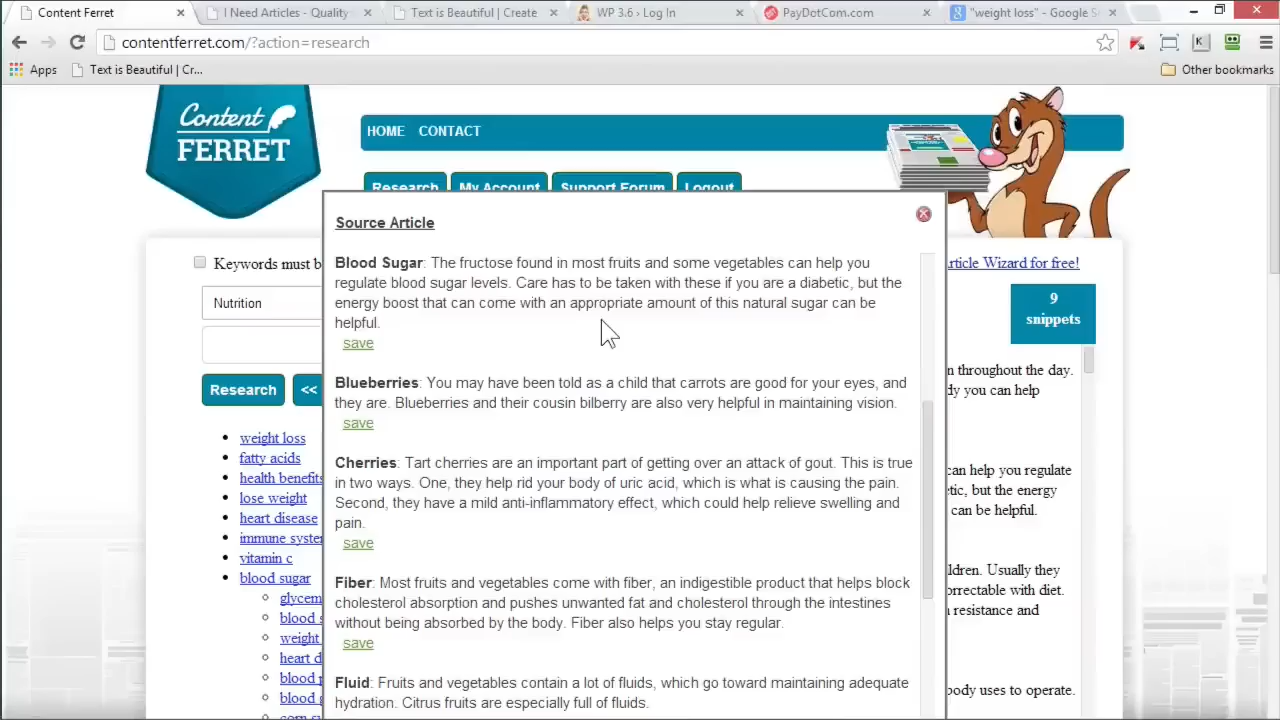 Content Ferret
I Need Articles - Quality
Text is Beautiful | Create
WP 3.6 › Log In
PayDotCom.com
"weight loss" - Google S
contentferret.com/?action=research
Apps
Text is Beautiful | Cr...
Other bookmarks
Content
FERRET
HOME CONTACT
Research My Account Support Forum Logout
Source Article
Keywords must b
Nutrition
Research <<
weight loss
fatty acids
health benefits
lose weight
heart disease
immune syste
vitamin c
blood sugar
glycem
blood s
weight
heart d
blood p
blood g
Blood Sugar: The fructose found in most fruits and some vegetables can help you
regulate blood sugar levels. Care has to be taken with these if you are a diabetic, but the
energy boost that can come with an appropriate amount of this natural sugar can be
helpful.
save
Blueberries: You may have been told as a child that carrots are good for your eyes, and
they are. Blueberries and their cousin bilberry are also very helpful in maintaining vision.
save
Cherries: Tart cherries are an important part of getting over an attack of gout. This is true
in two ways. One, they help rid your body of uric acid, which is what is causing the pain.
Second, they have a mild anti-inflammatory effect, which could help relieve swelling and
pain.
save
Fiber: Most fruits and vegetables come with fiber, an indigestible product that helps block
cholesterol absorption and pushes unwanted fat and cholesterol through the intestines
without being absorbed by the body. Fiber also helps you stay regular.
save
Fluid: Fruits and vegetables contain a lot of fluids, which go toward maintaining adequate
hydration. Citrus fruits are especially full of fluids.
rticle Wizard for free!
9
snippets
n throughout the day.
dy you can help
can help you regulate
etic, but the energy
can be helpful.
ldren. Usually they
orrectable with diet.
n resistance and
body uses to operate.